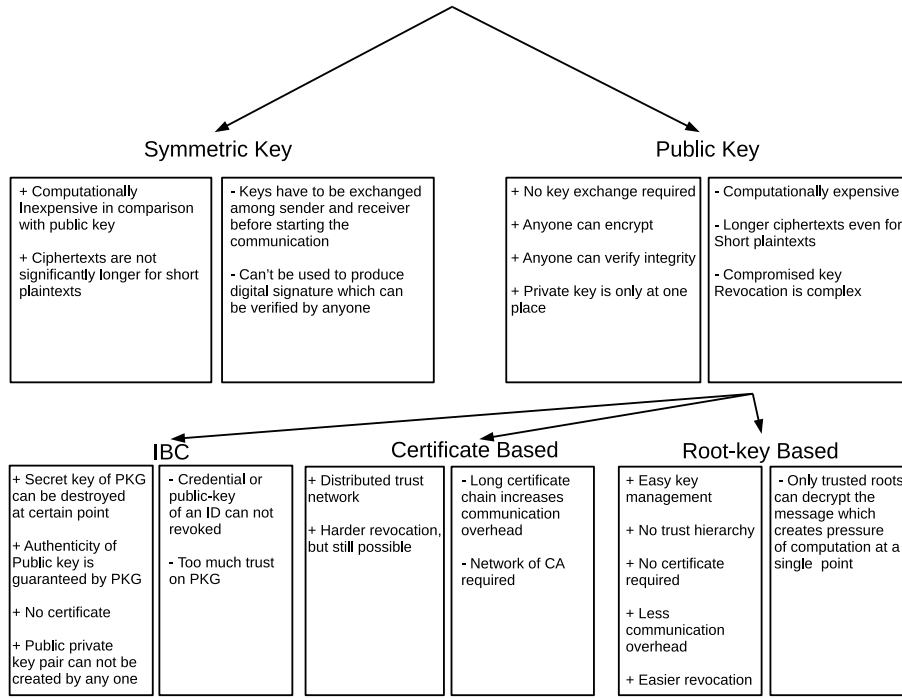 Symmetric Key
+ Computationally
Inexpensive in comparison
with public key
+ Ciphertexts are not
significantly longer for short
plaintexts
- Keys have to be exchanged
among sender and receiver
before starting the
communication
- Can't be used to produce
digital signature which can
be verified by anyone
Public Key
+ No key exchange required
+ Anyone can encrypt
+ Anyone can verify integrity
+ Private key is only at one
place
- Computationally expensive
- Longer ciphertexts even for
Short plaintexts
- Compromised key
Revocation is complex
IBC
+ Secret key of PKG
can be destroyed
at certain point
+ Authenticity of
Public key is
guaranteed by PKG
+ No certificate
+ Public private
key pair can not be
created by any one
- Credential or
public-key
of an ID can not
revoked
- Too much trust
on PKG
Certificate Based
+ Distributed trust
network
+ Harder revocation,
but still possible
- Long certificate
chain increases
communication
overhead
- Network of CA
required
Root-key Based
+ Easy key
management
+ No trust hierarchy
+ No certificate
required
+ Less
communication
overhead
+ Easier revocation
- Only trusted roots
can decrypt the
message which
creates pressure
of computation at a
single point